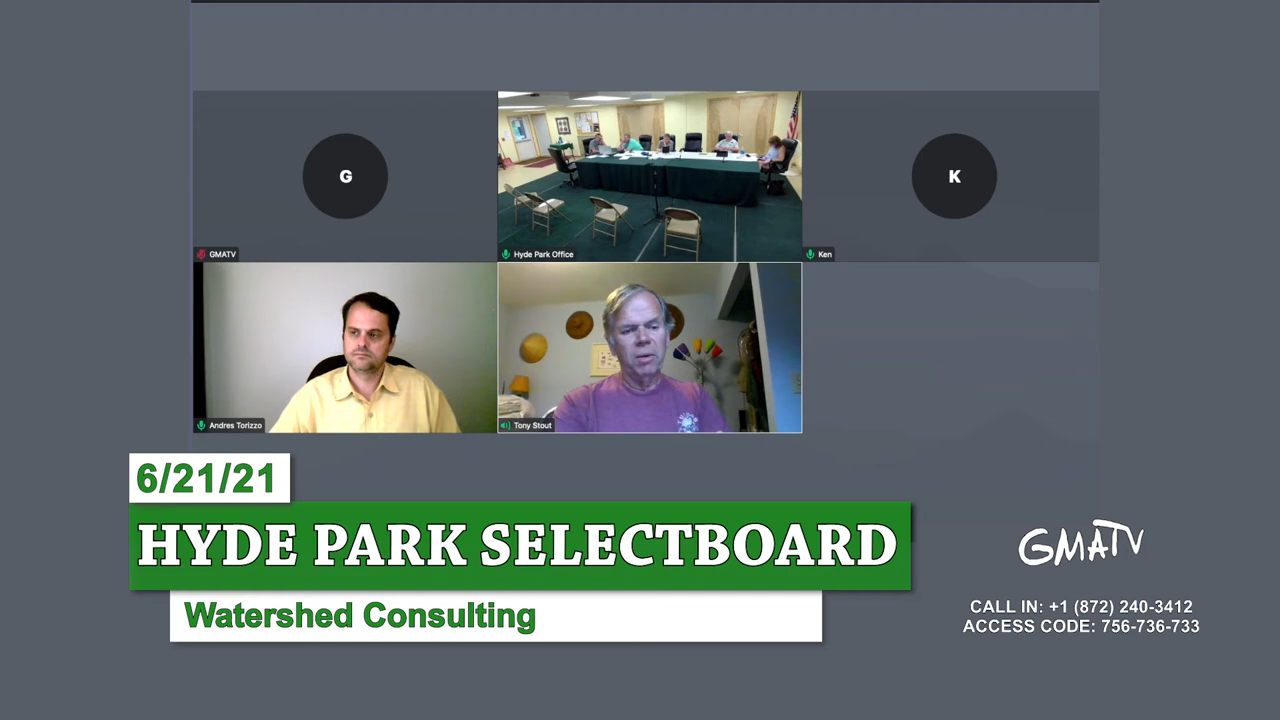 G
K
GMATV
Hyde Park Office
Ken
Andres Torizzo
Tony Stout
6/21/21
HYDE PARK SELECTBOARD
Watershed Consulting
GMATV
CALL IN: +1 (872) 240-3412
ACCESS CODE: 756-736-733